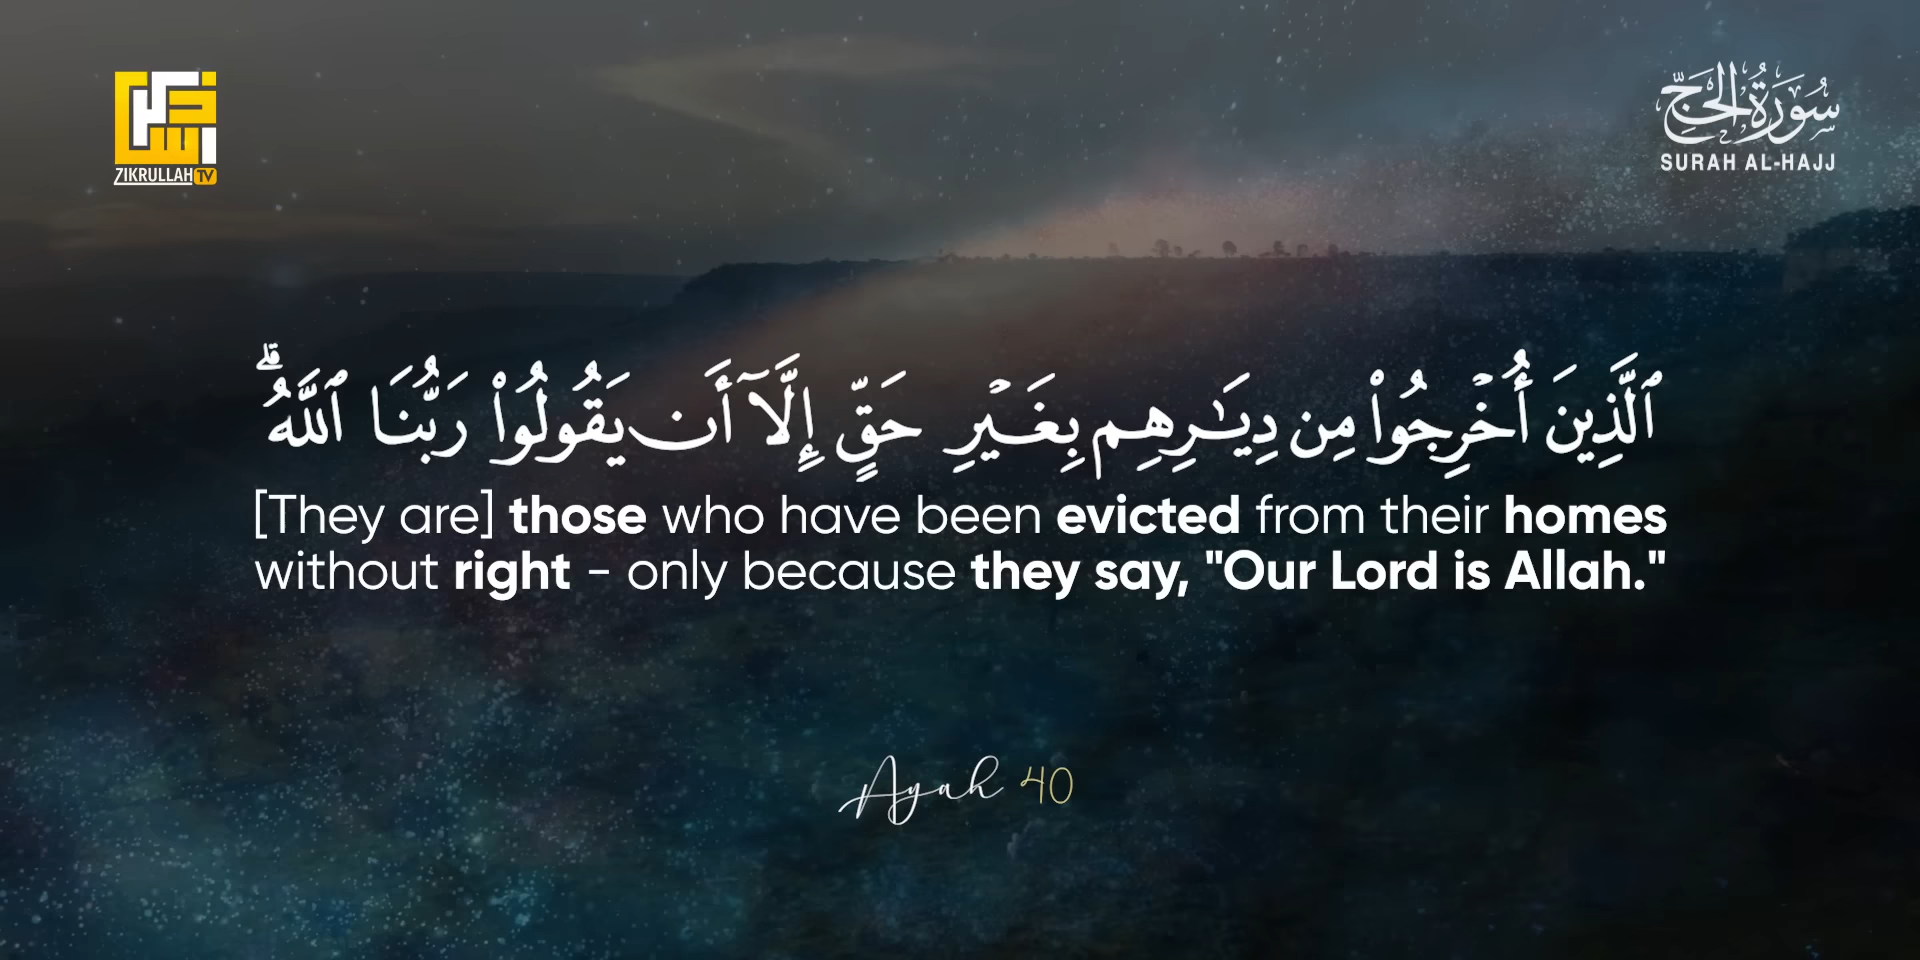 ZIKRULLAH TV
سُورَةُ الحَجِّ
SURAH AL-HAJJ
ٱلَّذِينَ أُخۡرِجُواْ مِن دِيَٰرِهِم بِغَيۡرِ حَقٍّ إِلَّآ أَن يَقُولُواْ رَبُّنَا ٱللَّهُۗ
[They are] those who have been evicted from their homes
without right - only because they say, "Our Lord is Allah."
Ayah 40